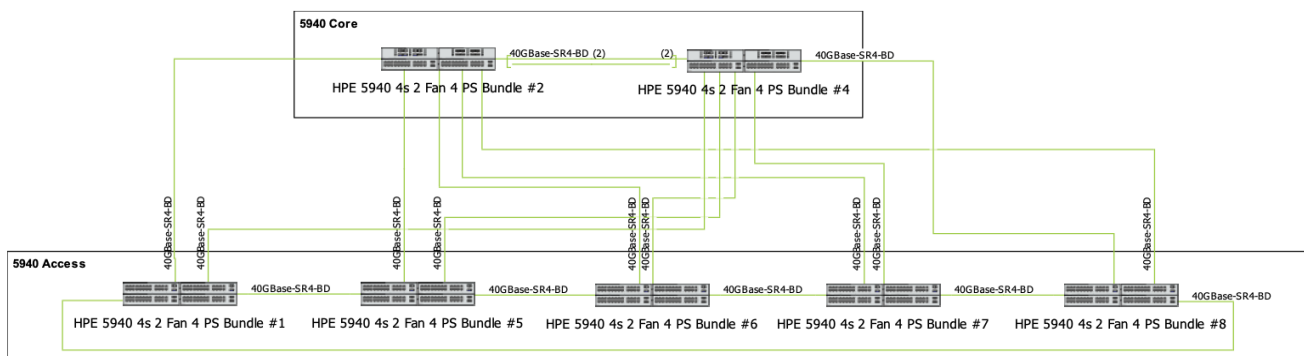 5940 Core
40GBase-SR4-BD (2)
(2)
40GBase-SR4-BD
HPE 5940 4s 2 Fan 4 PS Bundle #2
HPE 5940 4s 2 Fan 4 PS Bundle #4
40GBase-SR4-BD
40GBase-SR4-BD
40GBase-SR4-BD
40GBase-SR4-BD
40GBase-SR4-BD
40GBase-SR4-BD
40GBase-SR4-BD
40GBase-SR4-BD
40GBase-SR4-BD
5940 Access
40GBase-SR4-BD
40GBase-SR4-BD
40GBase-SR4-BD
40GBase-SR4-BD
40GBase-SR4-BD
HPE 5940 4s 2 Fan 4 PS Bundle #1
HPE 5940 4s 2 Fan 4 PS Bundle #5
HPE 5940 4s 2 Fan 4 PS Bundle #6
HPE 5940 4s 2 Fan 4 PS Bundle #7
HPE 5940 4s 2 Fan 4 PS Bundle #8